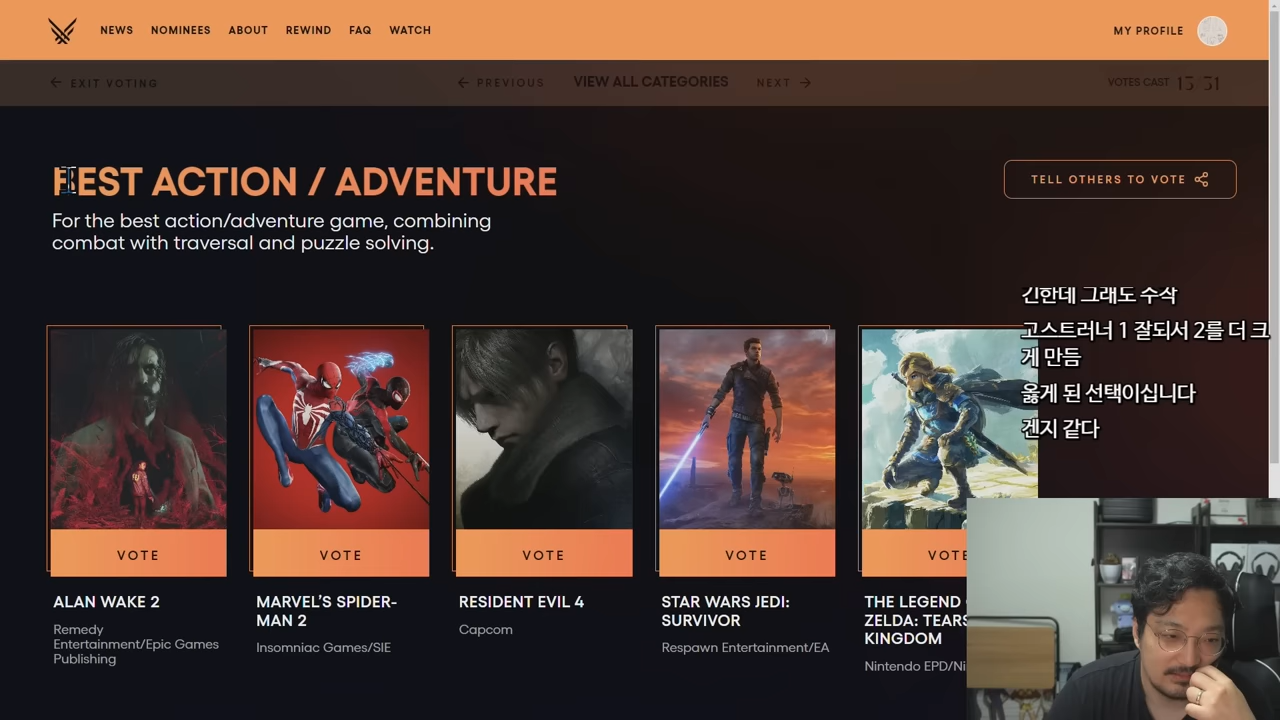 NEWS NOMINEES ABOUT REWIND FAQ WATCH MY PROFILE
EXIT VOTING PREVIOUS VIEW ALL CATEGORIES NEXT VOTES CAST 13/31
BEST ACTION / ADVENTURE
TELL OTHERS TO VOTE
For the best action/adventure game, combining
combat with traversal and puzzle solving.
긴한데 그래도 수작
고스트러너 1 잘되서 2를 더 크
게 만듬
옳게 된 선택이십니다
겐지 같다
VOTE VOTE VOTE VOTE VOTE
ALAN WAKE 2
Remedy
Entertainment/Epic Games
Publishing
MARVEL'S SPIDER-
MAN 2
Insomniac Games/SIE
RESIDENT EVIL 4
Capcom
STAR WARS JEDI:
SURVIVOR
Respawn Entertainment/EA
THE LEGEND
ZELDA: TEARS
KINGDOM
Nintendo EPD/Ni